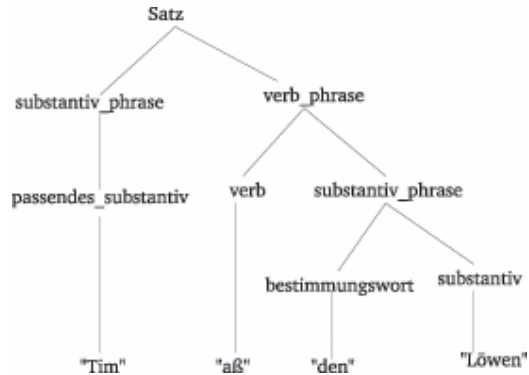 Satz
substantiv_phrase verb_phrase
passendes_substantiv verb substantiv_phrase
bestimmungswort substantiv
"Tim" "aß" "den" "Löwen"